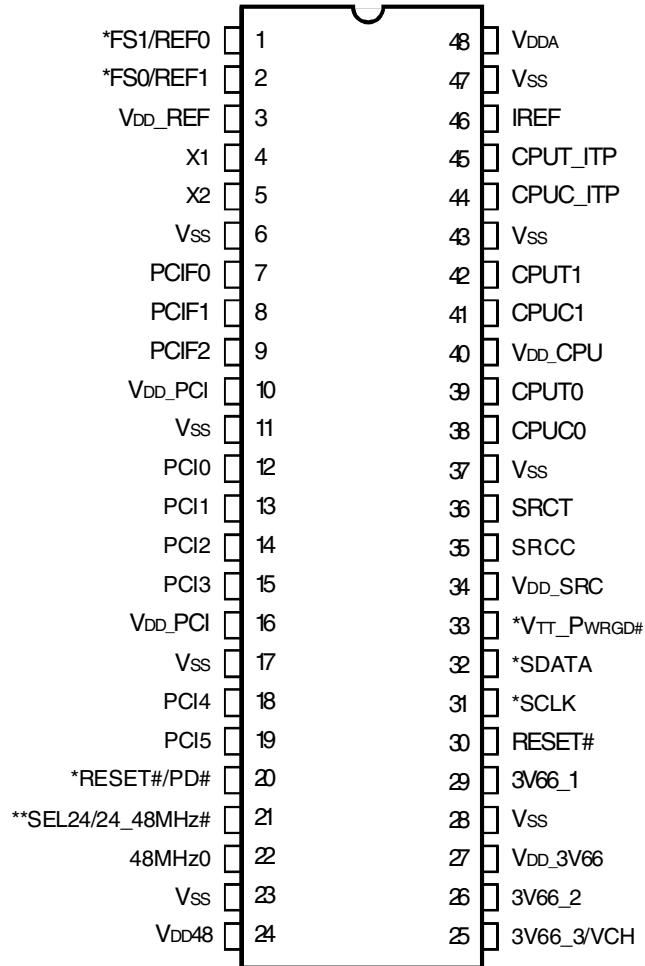 *FS1/REF0 1 48 VDDA
*FS0/REF1 2 47 VSS
VDD_REF 3 46 IREF
X1 4 45 CPUT_ITP
X2 5 44 CPUC_ITP
VSS 6 43 VSS
PCIF0 7 42 CPUT1
PCIF1 8 41 CPUC1
PCIF2 9 40 VDD_CPU
VDD_PCI 10 39 CPUT0
VSS 11 38 CPUC0
PCI0 12 37 VSS
PCI1 13 36 SRCT
PCI2 14 35 SRCC
PCI3 15 34 VDD_SRC
VDD_PCI 16 33 *VTT_PWRGD#
VSS 17 32 *SDATA
PCI4 18 31 *SCLK
PCI5 19 30 RESET#
*RESET#/PD# 20 29 3V66_1
**SEL24/24_48MHz# 21 28 VSS
48MHz0 22 27 VDD_3V66
VSS 23 26 3V66_2
VDD48 24 25 3V66_3/VCH